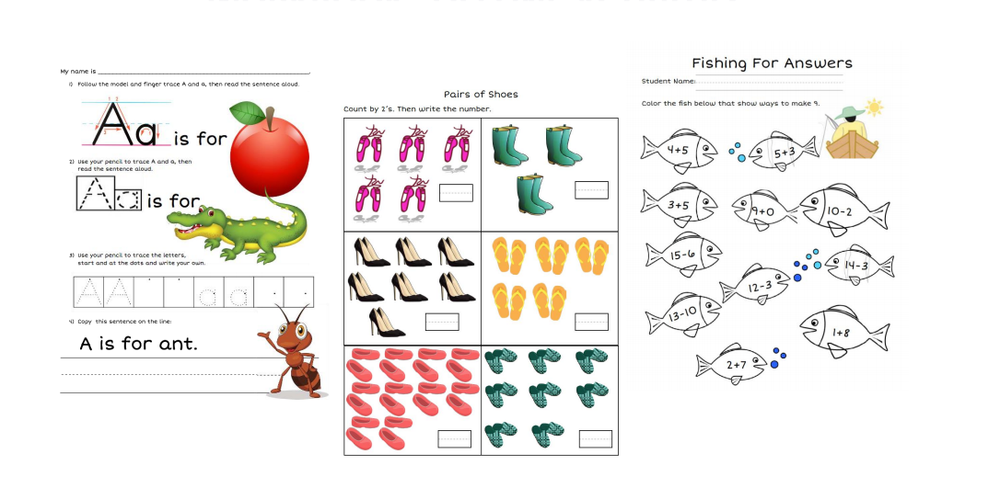 My name is ____________________.
1) Follow the model and finger trace A and a, then read the sentence aloud.
Aa is for
2) Use your pencil to trace A and a, then
read the sentence aloud.
Aa is for
3) Use your pencil to trace the letters,
start and at the dots and write your own.
A A a a
4) Copy this sentence on the line:
A is for ant.
Pairs of Shoes
Count by 2's. Then write the number.
Fishing For Answers
Student Name:
Color the fish below that show ways to make 9.
4+5
5+3
3+5
9+0
10-2
15-6
14-3
12-3
13-10
1+8
2+7